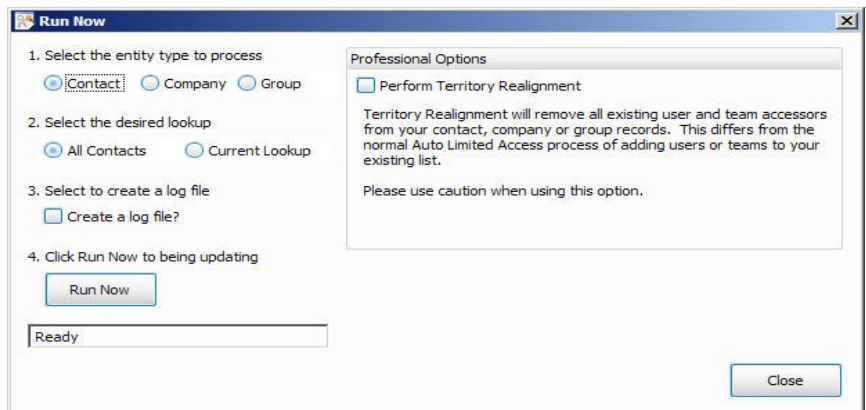 Run Now
1. Select the entity type to process
Contact Company Group
2. Select the desired lookup
All Contacts Current Lookup
3. Select to create a log file
Create a log file?
4. Click Run Now to being updating
Run Now
Ready
Professional Options
Perform Territory Realignment
Territory Realignment will remove all existing user and team accessors
from your contact, company or group records. This differs from the
normal Auto Limited Access process of adding users or teams to your
existing list.
Please use caution when using this option.
Close